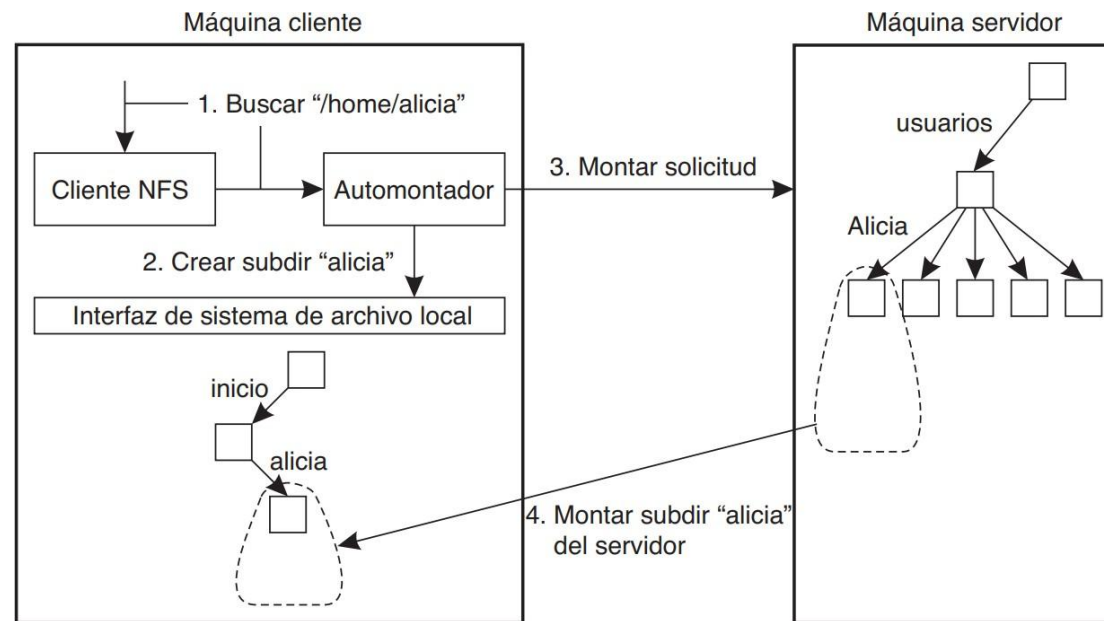 Máquina cliente
Máquina servidor
1. Buscar “/home/alicia”
usuarios
Cliente NFS
Automontador
3. Montar solicitud
Alicia
2. Crear subdir “alicia”
Interfaz de sistema de archivo local
inicio
alicia
4. Montar subdir “alicia”
del servidor